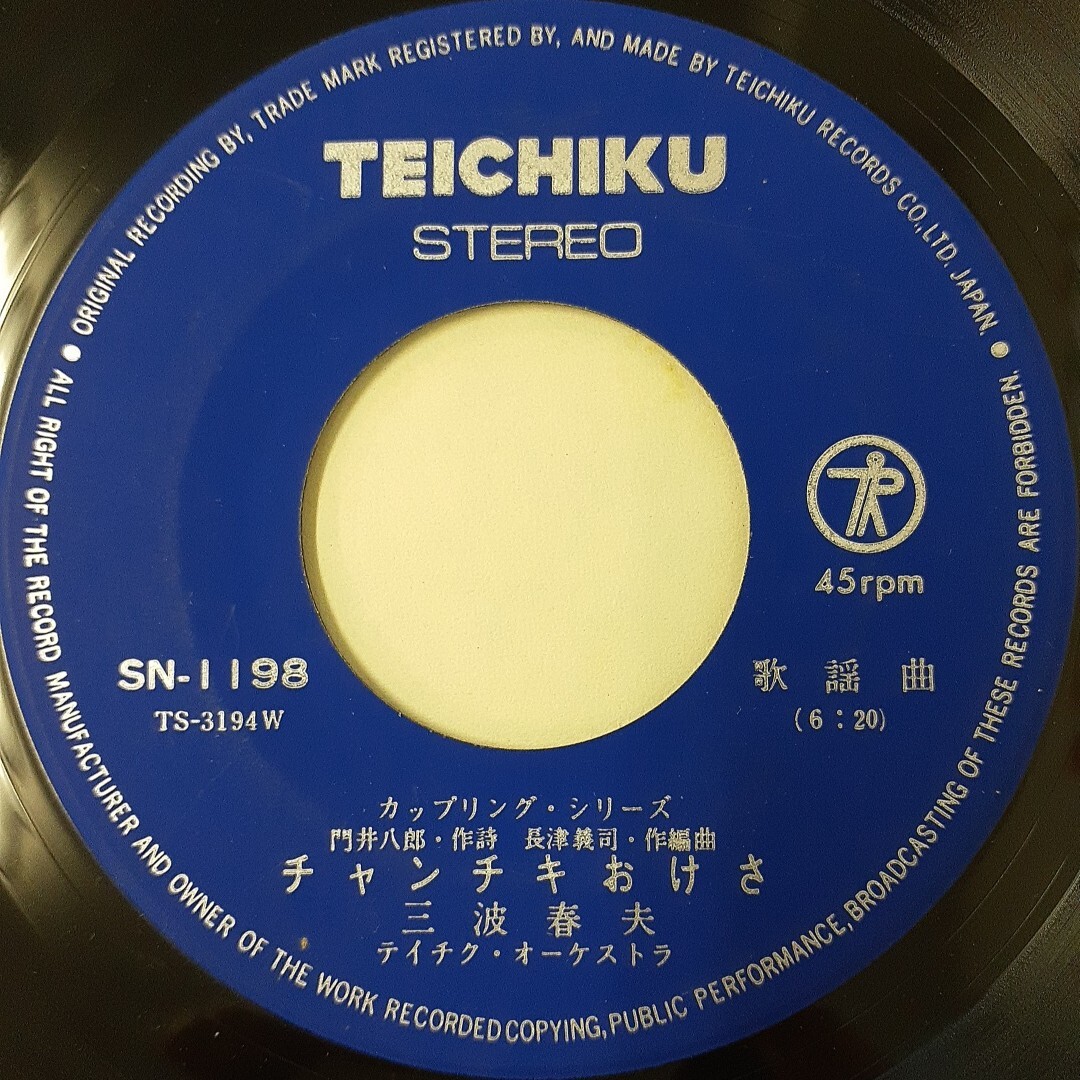 ORIGINAL RECORDING BY, TRADE MARK REGISTERED BY, AND MADE BY TEICHIKU RECORDS CO., LTD. JAPAN.
TEICHIKU
STEREO
45rpm
SN-1198
TS-3194W
歌謡曲
(6:20)
カップリング・シリーズ
門井八郎・作詩 長津義司・作編曲
チャンチキおけさ
三波春夫
テイチク・オーケストラ
ALL RIGHT OF THE RECORD MANUFACTURER AND OWNER OF THE WORK RECORDED COPYING, PUBLIC PERFORMANCE, BROADCASTING OF THESE RECORDS ARE FORBIDDEN.